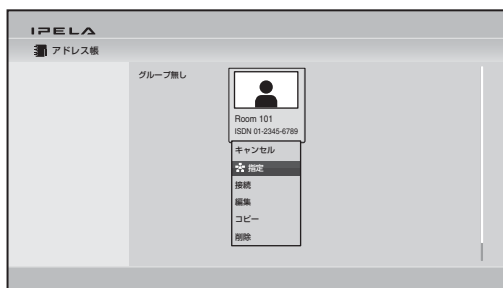 IPELA
アドレス帳
グループ無し
Room 101
ISDN 01-2345-6789
キャンセル
指定
接続
編集
コピー
削除